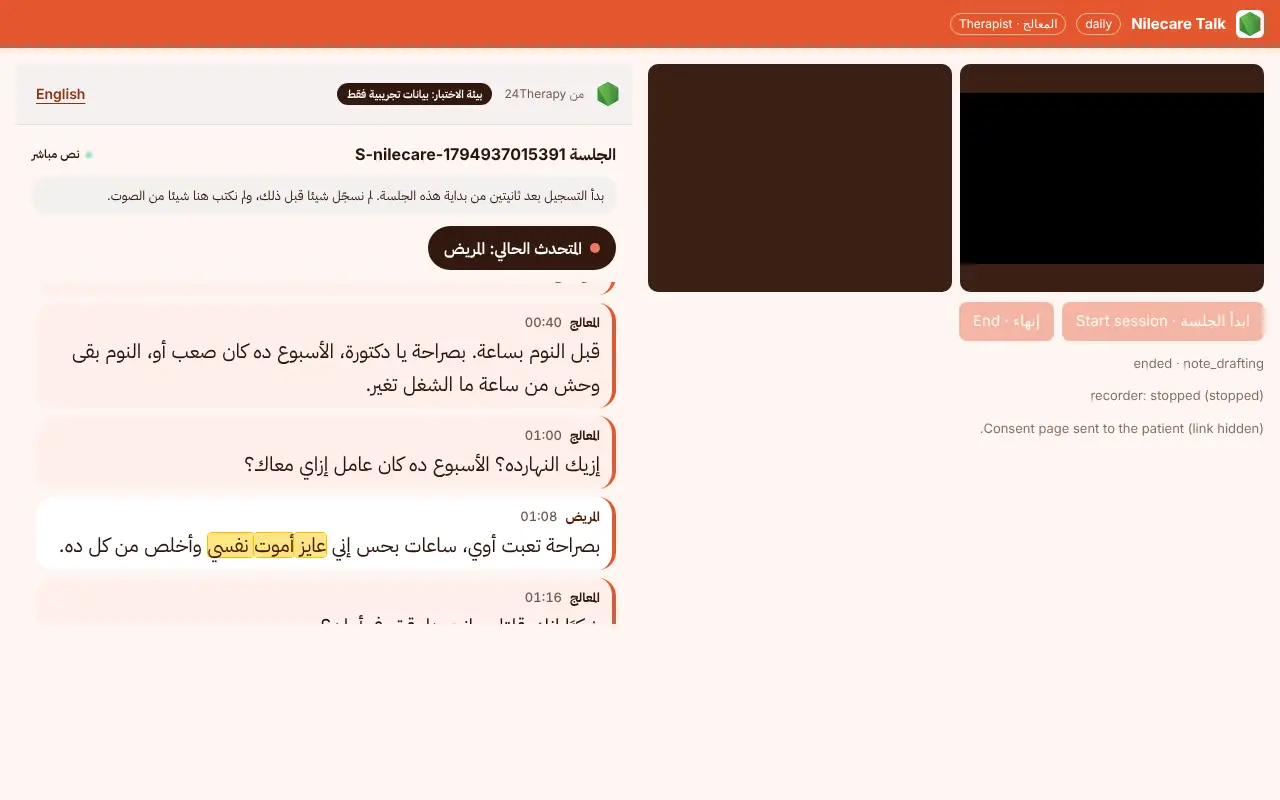 Nilecare Talk
daily
Therapist · المعالج
من 24Therapy
بيئة الاختبار: بيانات تجريبية فقط
English
الجلسة S-nilecare-1794937015391
نص مباشر
بدأ التسجيل بعد ثانيتين من بداية هذه الجلسة. لم نسجّل شيئا قبل ذلك، ولم نكتب هنا شيئا من الصوت.
المتحدث الحالي: المريض
المعالج 00:40
قبل النوم بساعة. بصراحة يا دكتورة، الأسبوع ده كان صعب أو، النوم بقى
وحش من ساعة ما الشغل تغير.
المعالج 01:00
إزيك النهارده؟ الأسبوع ده كان عامل إزاي معاك؟
المريض 01:08
بصراحة تعبت أوي، ساعات بحس إني عايز أموت نفسي وأخلص من كل ده.
المعالج 01:16
ابدأ الجلسة · Start session
إنهاء · End
ended · note_drafting
recorder: stopped (stopped)
Consent page sent to the patient (link hidden).